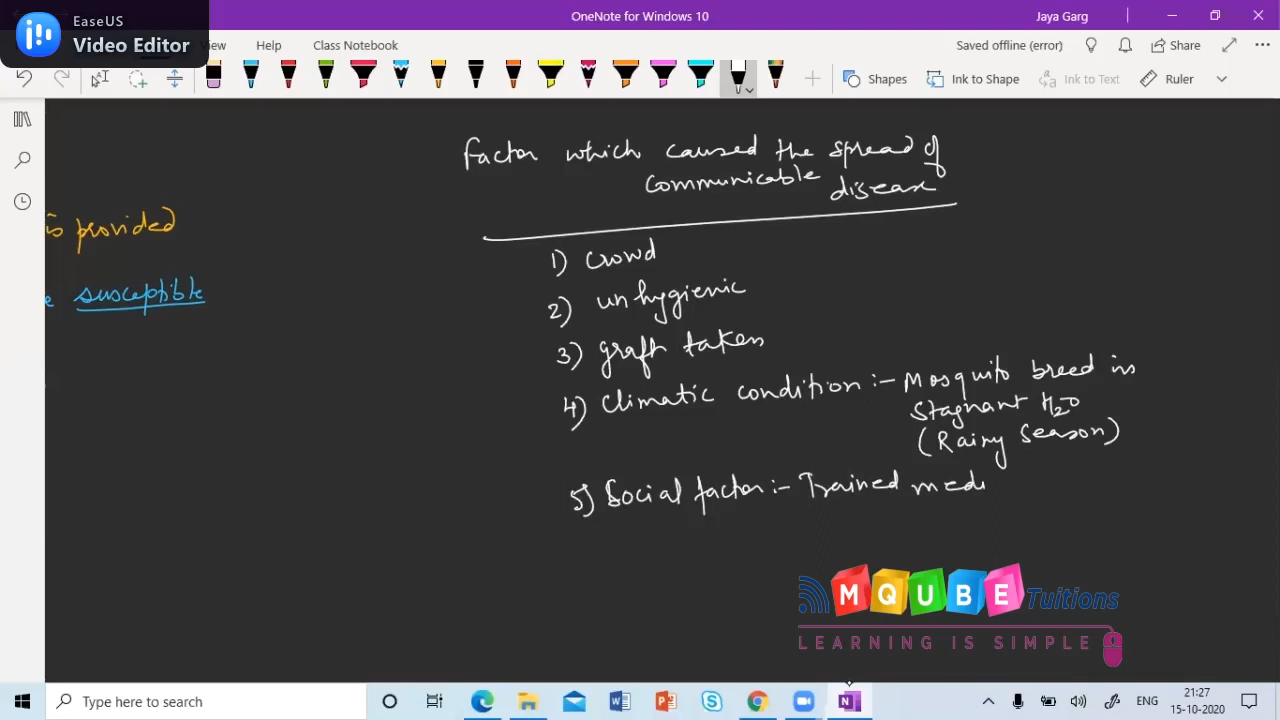 EaseUS
Video Editor
OneNote for Windows 10
Jaya Garg
View Help Class Notebook
Saved offline (error)
Share
Shapes
Ink to Shape
Ink to Text
Ruler
Factor which caused the spread of
communicable disease
is provided
susceptible
1) Crowd
2) unhygienic
3) graft taken
4) Climatic condition :- Mosquito breed in
stagnant H2O
(Rainy Season)
5) Social factor :- Trained med
MQUBE Tuitions
LEARNING IS SIMPLE
Type here to search
ENG
21:27
15-10-2020